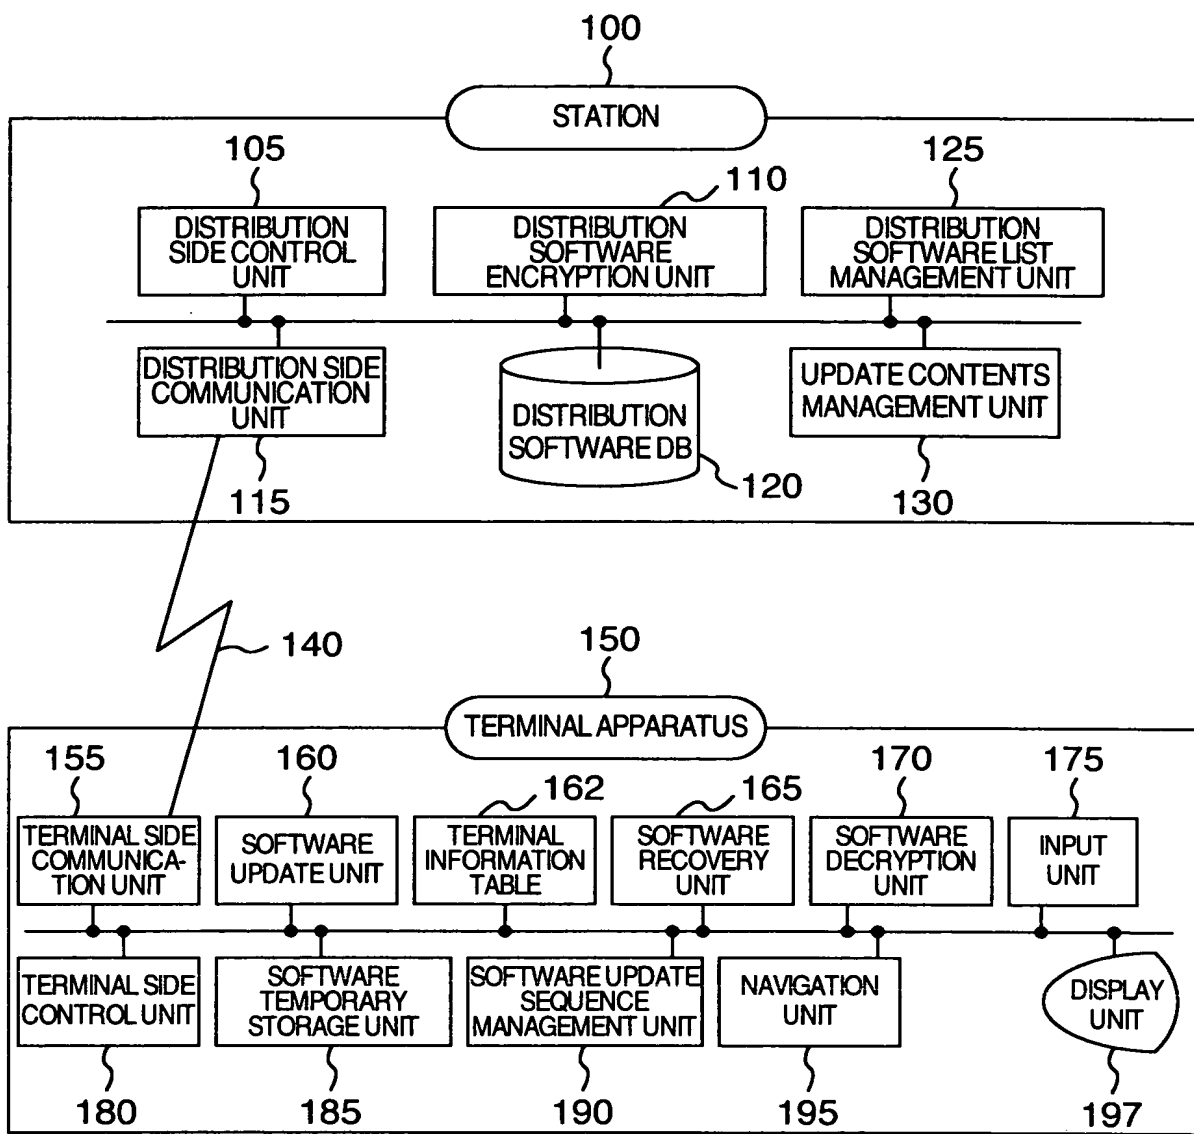 100
STATION
105
DISTRIBUTION
SIDE CONTROL
UNIT
110
DISTRIBUTION
SOFTWARE
ENCRYPTION UNIT
125
DISTRIBUTION
SOFTWARE LIST
MANAGEMENT UNIT
DISTRIBUTION SIDE
COMMUNICATION
UNIT
115
DISTRIBUTION
SOFTWARE DB
120
UPDATE CONTENTS
MANAGEMENT UNIT
130
140
150
TERMINAL APPARATUS
155
TERMINAL SIDE
COMMUNICA-
TION UNIT
160
SOFTWARE
UPDATE UNIT
162
TERMINAL
INFORMATION
TABLE
165
SOFTWARE
RECOVERY
UNIT
170
SOFTWARE
DECRYPTION
UNIT
175
INPUT
UNIT
TERMINAL SIDE
CONTROL UNIT
180
SOFTWARE
TEMPORARY
STORAGE UNIT
185
SOFTWARE UPDATE
SEQUENCE
MANAGEMENT UNIT
190
NAVIGATION
UNIT
195
DISPLAY
UNIT
197